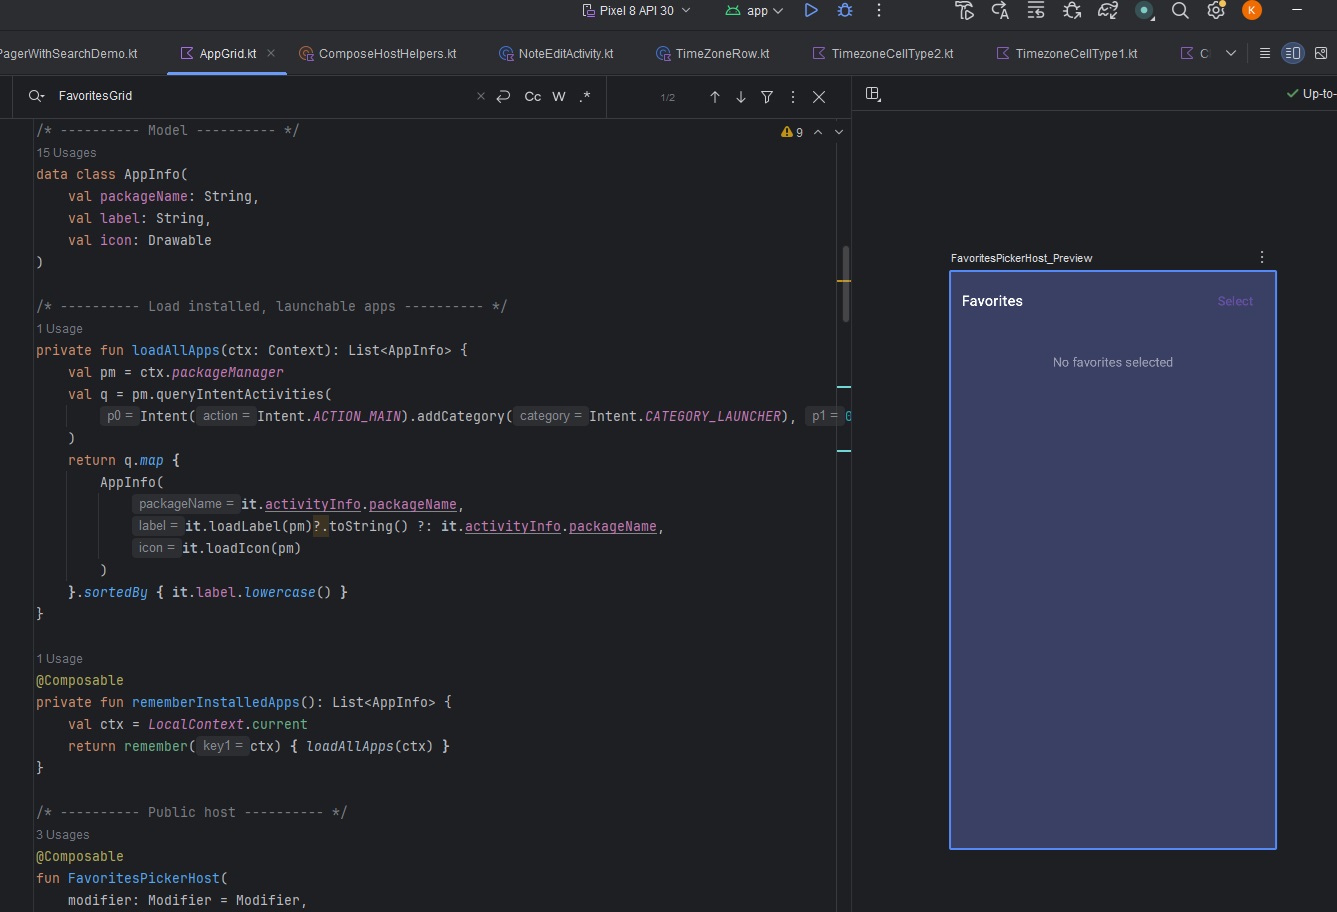 Pixel 8 API 30
app
K
PagerWithSearchDemo.kt
AppGrid.kt
ComposeHostHelpers.kt
NoteEditActivity.kt
TimeZoneRow.kt
TimezoneCellType2.kt
TimezoneCellType1.kt
C
FavoritesGrid
Cc
W
.*
1/2
Up-to-
/* ---------- Model ---------- */
9
15 Usages
data class AppInfo(
val packageName: String,
val label: String,
val icon: Drawable
)
/* ---------- Load installed, launchable apps ---------- */
1 Usage
private fun loadAllApps(ctx: Context): List<AppInfo> {
val pm = ctx.packageManager
val q = pm.queryIntentActivities(
p0 = Intent( action = Intent.ACTION_MAIN).addCategory( category = Intent.CATEGORY_LAUNCHER), p1 = 0
)
return q.map {
AppInfo(
packageName = it.activityInfo.packageName,
label = it.loadLabel(pm)?.toString() ?: it.activityInfo.packageName,
icon = it.loadIcon(pm)
)
}.sortedBy { it.label.lowercase() }
}
1 Usage
@Composable
private fun rememberInstalledApps(): List<AppInfo> {
val ctx = LocalContext.current
return remember( key1 = ctx) { loadAllApps(ctx) }
}
/* ---------- Public host ---------- */
3 Usages
@Composable
fun FavoritesPickerHost(
modifier: Modifier = Modifier,
FavoritesPickerHost_Preview
Favorites
Select
No favorites selected